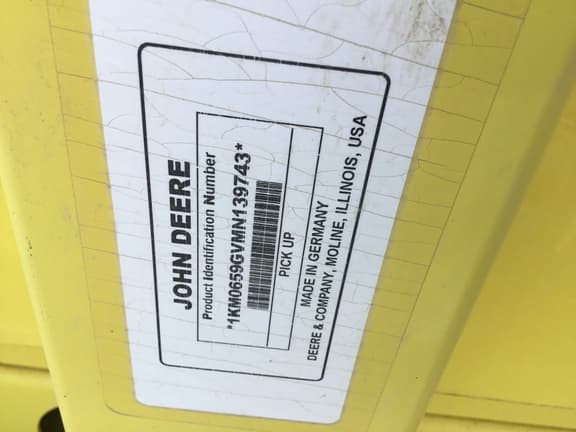 JOHN DEERE
Product Identification Number
*1KM0659GVMN139743*
PICK UP
MADE IN GERMANY
DEERE & COMPANY, MOLINE, ILLINOIS, USA